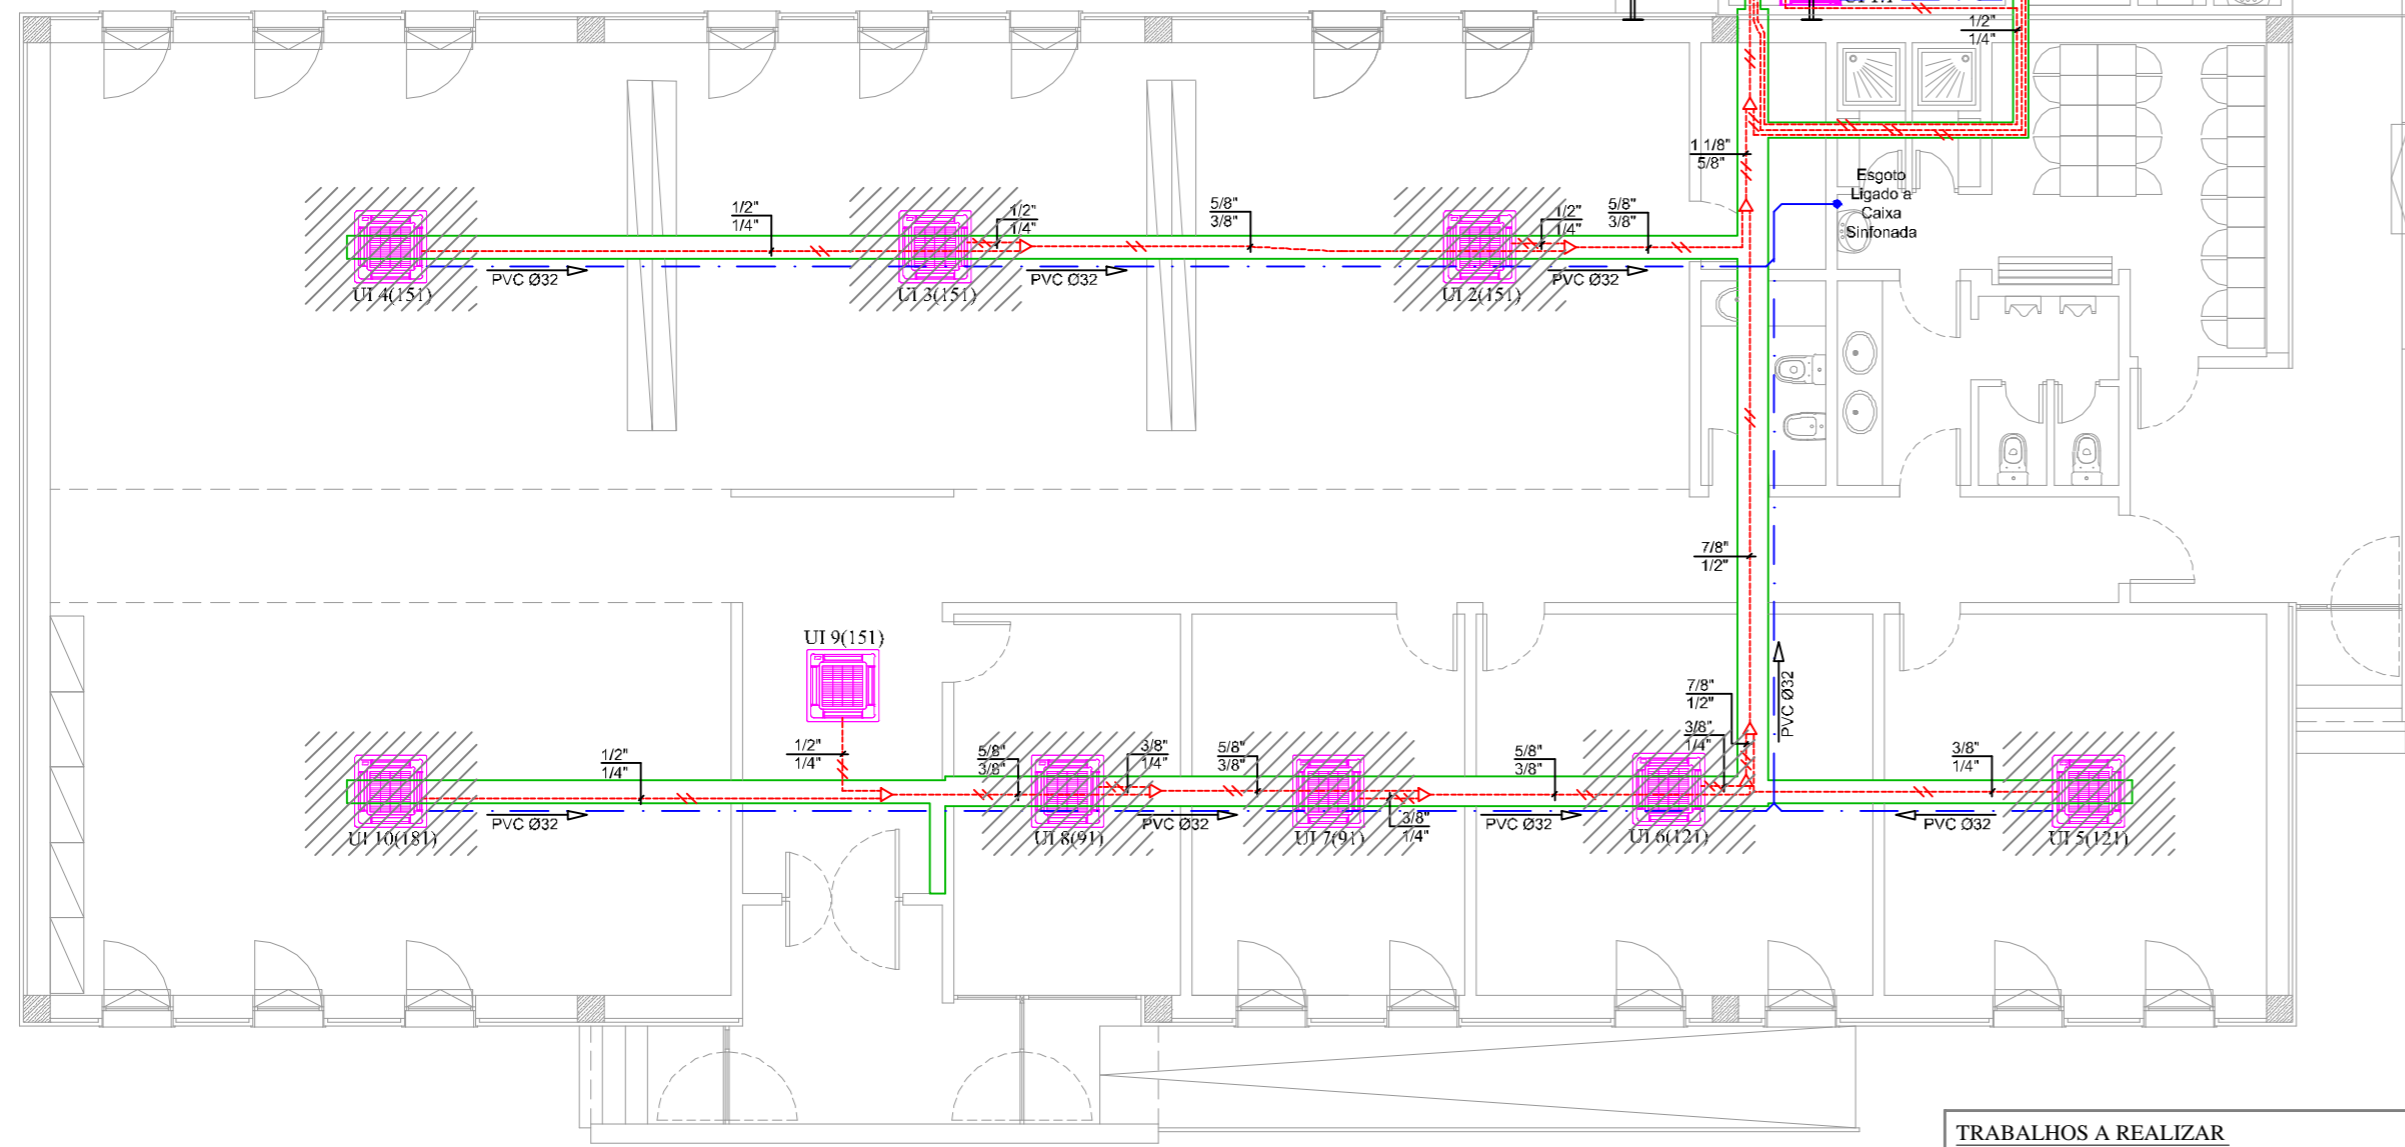 1/2"
1/4"
1 1/8"
5/8"
Esgoto
Ligado a
Caixa
Sinfonada
1/2"
1/4"
1/2"
1/4"
5/8"
3/8"
1/2"
1/4"
5/8"
3/8"
PVC Ø32
PVC Ø32
PVC Ø32
UI 4(151)
UI 3(151)
UI 2(151)
7/8"
1/2"
UI 9(151)
7/8"
1/2"
PVC Ø32
1/2"
1/4"
1/2"
1/4"
5/8"
3/8"
3/8"
1/4"
5/8"
3/8"
5/8"
3/8"
3/8"
1/4"
3/8"
1/4"
PVC Ø32
PVC Ø32
3/8"
1/4"
PVC Ø32
PVC Ø32
UI 10(181)
UI 8(91)
UI 7(91)
UI 6(121)
UI 5(121)
TRABALHOS A REALIZAR